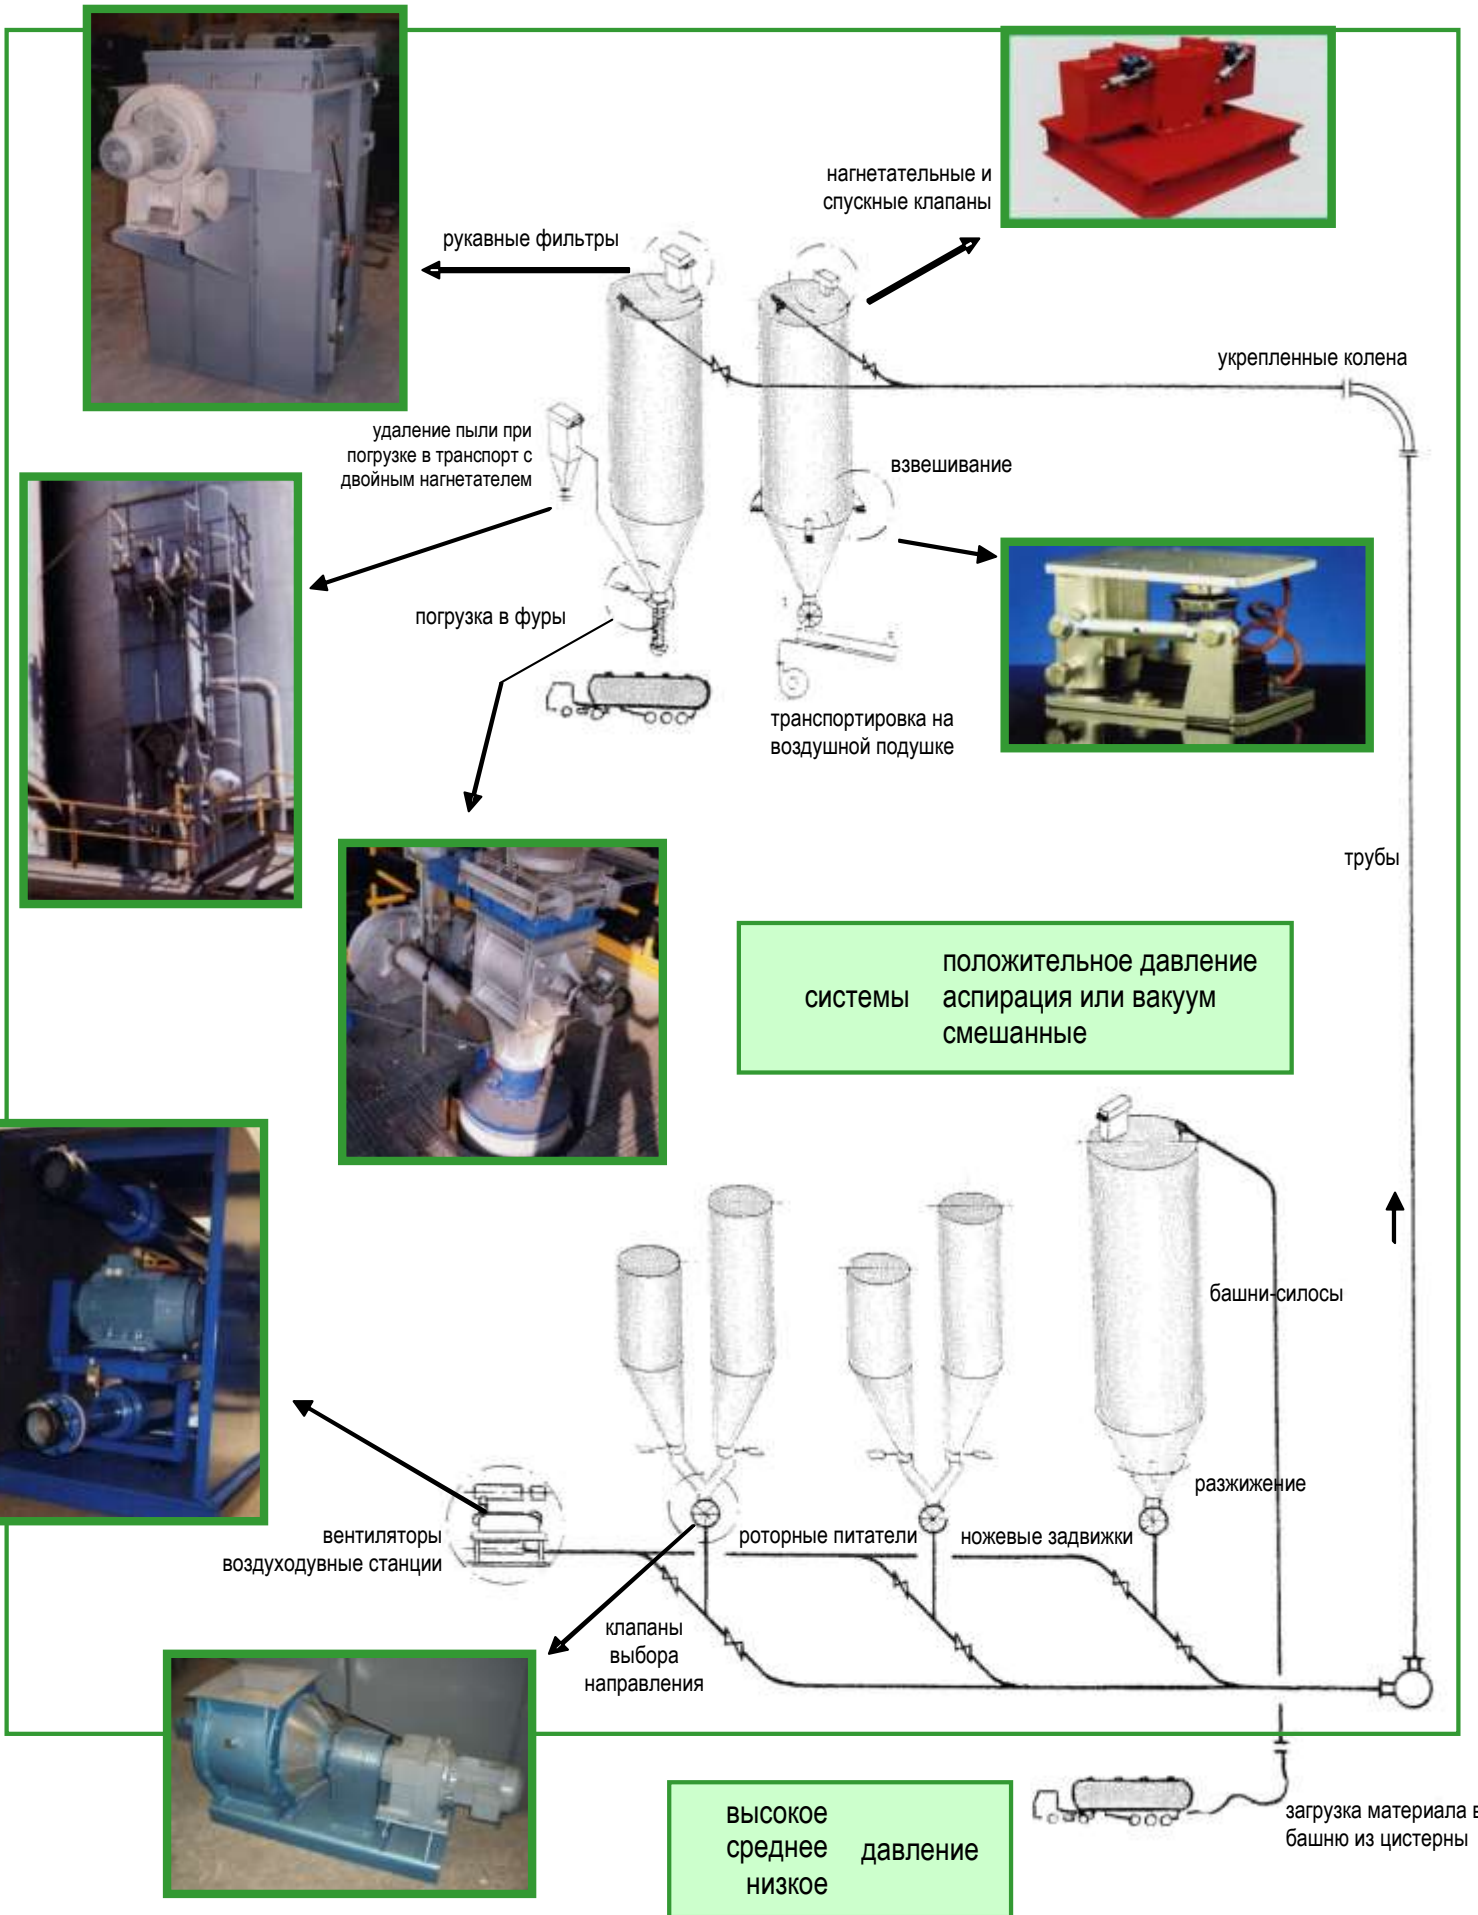 нагнетательные и
спускные клапаны
рукавные фильтры
укрепленные колена
удаление пыли при
погрузке в транспорт с
двойным нагнетателем
взвешивание
погрузка в фуры
транспортировка на
воздушной подушке
трубы
положительное давление
системы аспирация или вакуум
смешанные
башни-силосы
разжижение
вентиляторы
воздуходувные станции
роторные питатели
ножевые задвижки
клапаны
выбора
направления
загрузка материала в
башню из цистерны
высокое
среднее давление
низкое